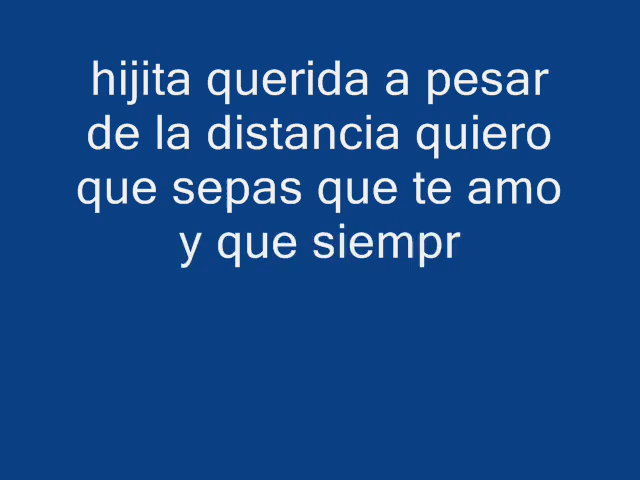 hijita querida a pesar
de la distancia quiero
que sepas que te amo
y que siempr